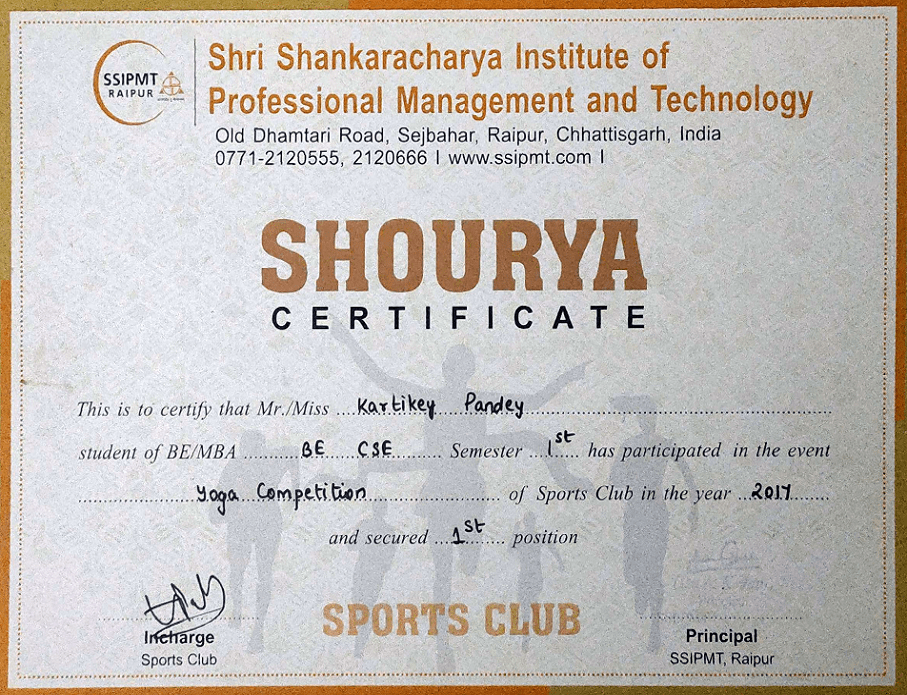 SSIPMT
RAIPUR
Shri Shankaracharya Institute of
Professional Management and Technology
Old Dhamtari Road, Sejbahar, Raipur, Chhattisgarh, India
0771-2120555, 2120666 I www.ssipmt.com I
SHOURYA
CERTIFICATE
This is to certify that Mr./Miss ....Kartikey Pandey....
student of BE/MBA ....BE CSE.... Semester ....1st.... has participated in the event
....Yoga Competition.... of Sports Club in the year ....2017....
and secured ....1st.... position
SPORTS CLUB
Incharge
Sports Club
Principal
SSIPMT, Raipur